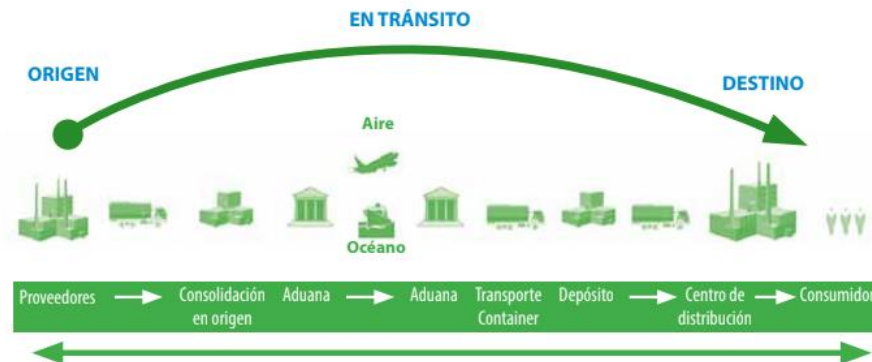 EN TRÁNSITO
ORIGEN
DESTINO
Aire
Océano
Proveedores
Consolidación
en origen
Aduana
Aduana
Transporte
Container
Depósito
Centro de
distribución
Consumidor